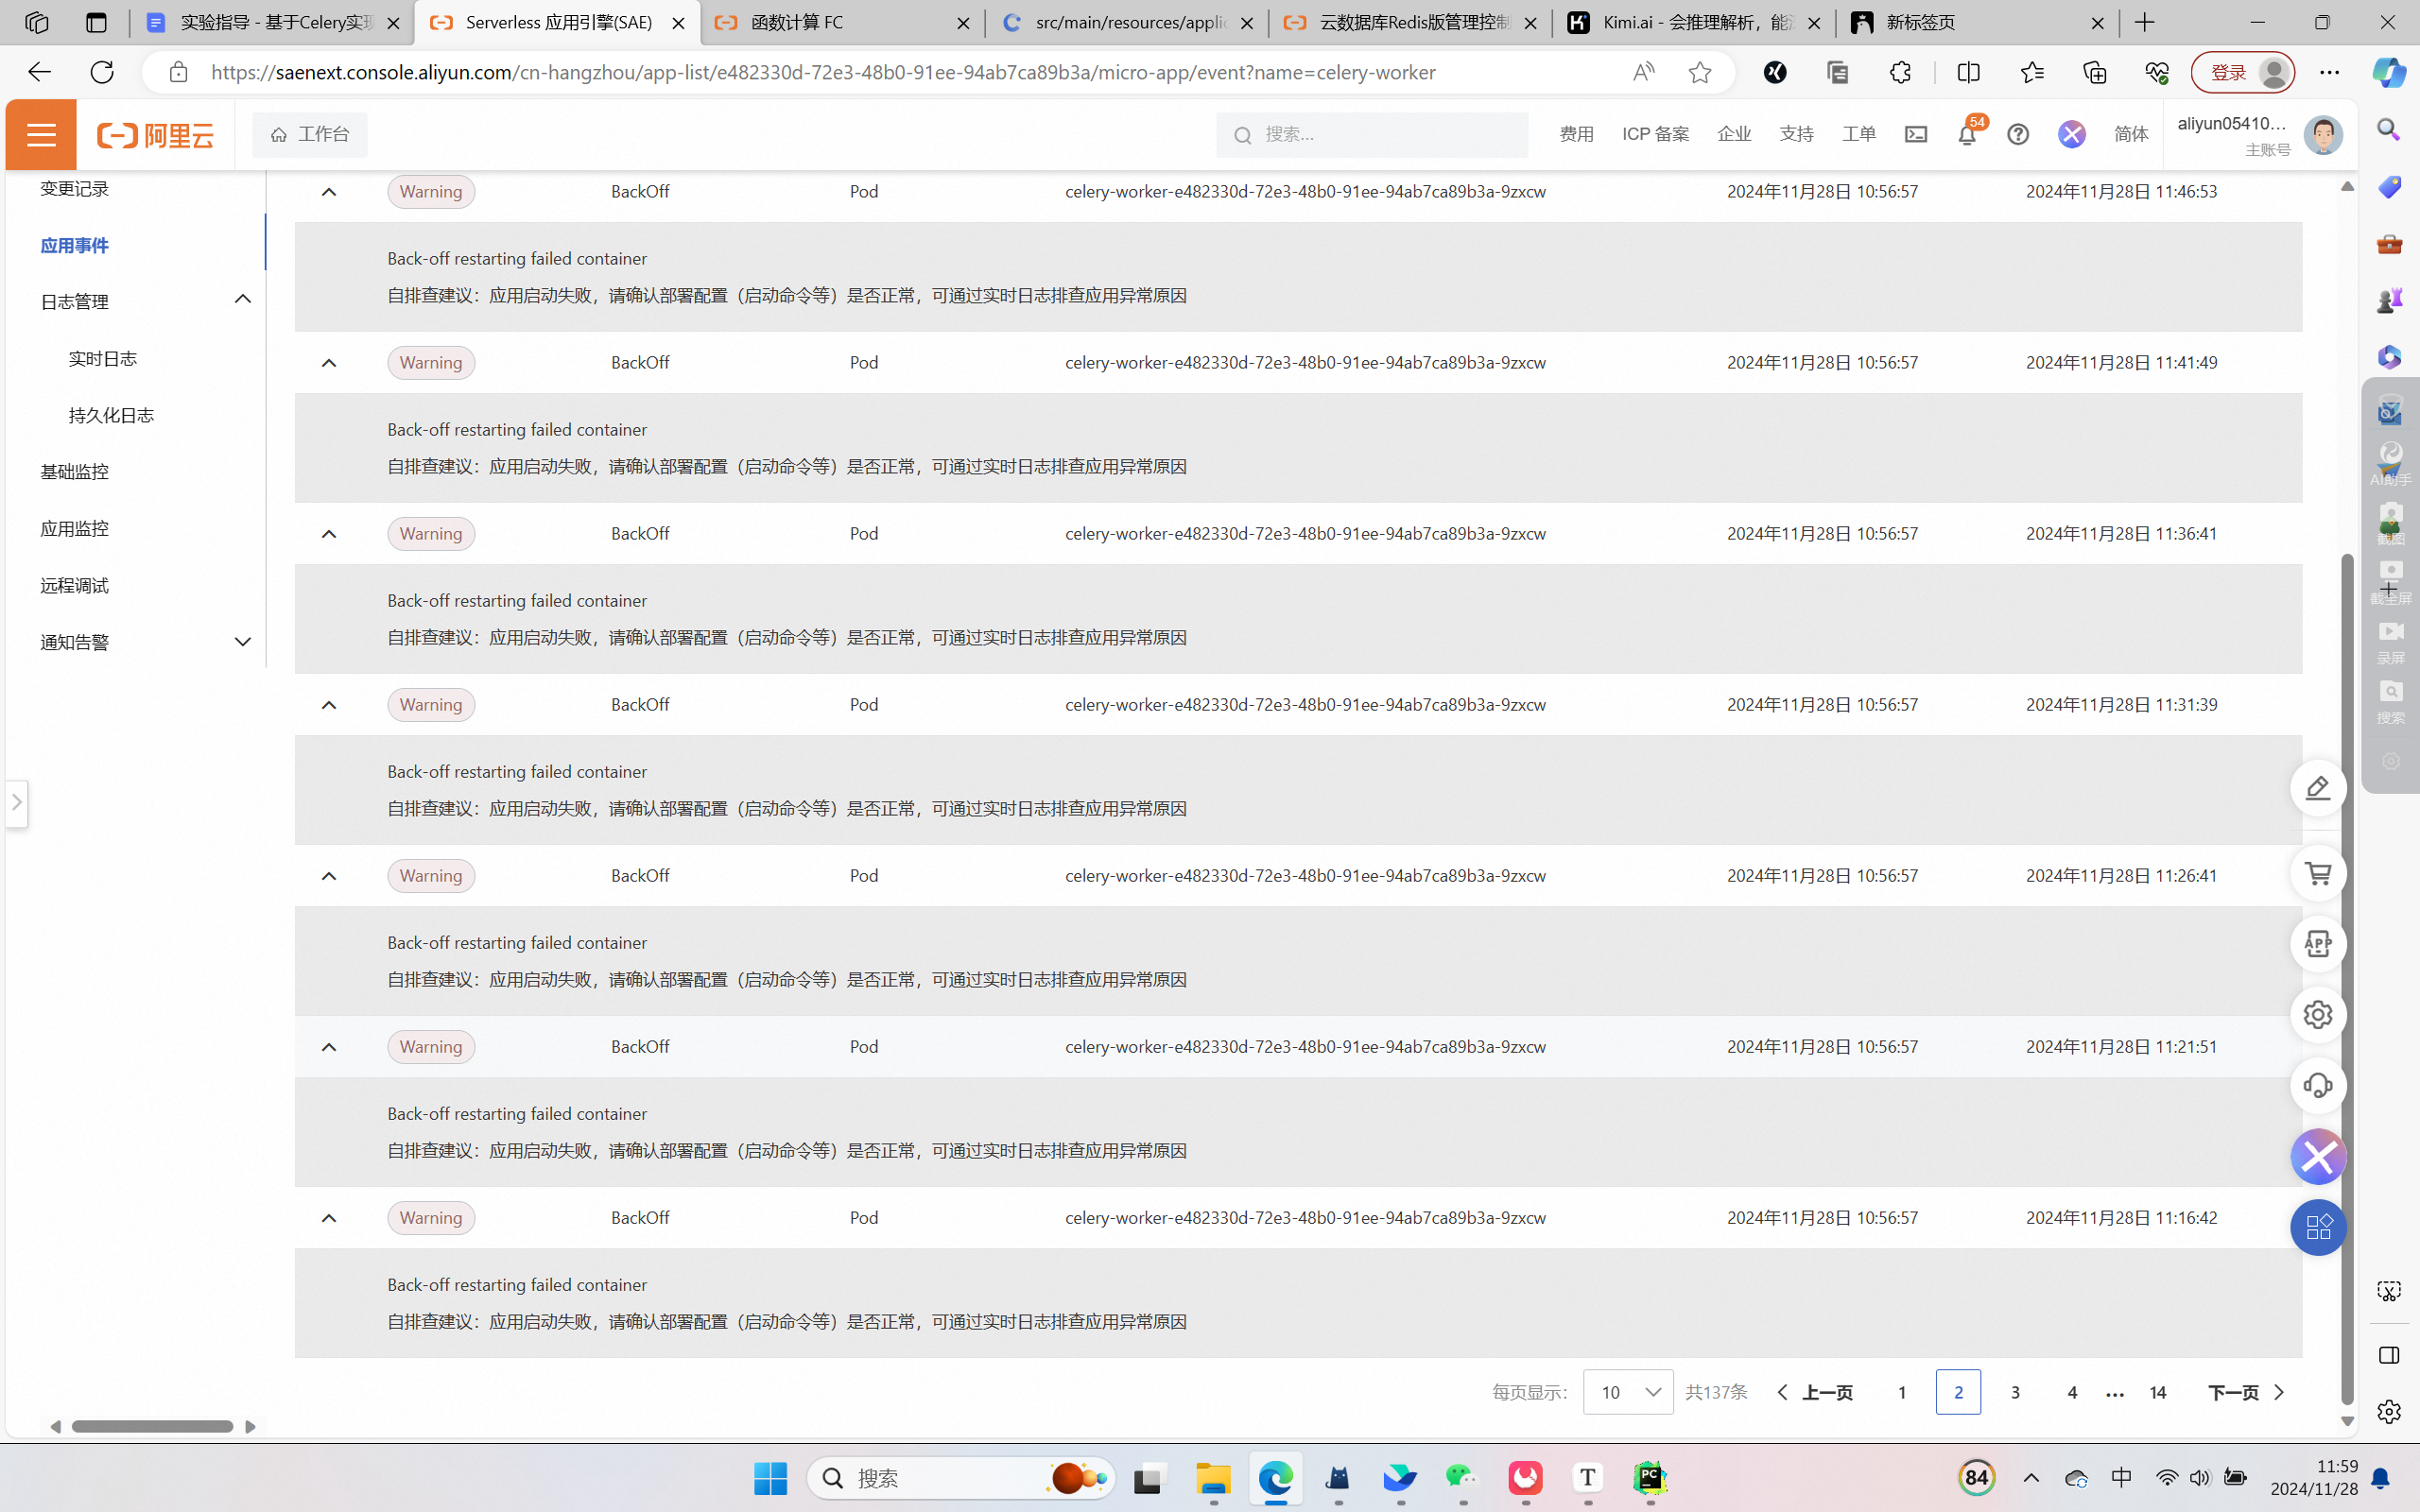 实验指导 - 基于Celery实现
Serverless 应用引擎(SAE)
函数计算 FC
src/main/resources/applic
云数据库Redis版管理控制
Kimi.ai - 会推理解析，能深
新标签页
https://saenext.console.aliyun.com/cn-hangzhou/app-list/e482330d-72e3-48b0-91ee-94ab7ca89b3a/micro-app/event?name=celery-worker
登录
阿里云
工作台
搜索...
费用
ICP 备案
企业
支持
工单
54
简体
aliyun05410...
主账号
变更记录
应用事件
日志管理
实时日志
持久化日志
基础监控
应用监控
远程调试
通知告警
Warning BackOff Pod celery-worker-e482330d-72e3-48b0-91ee-94ab7ca89b3a-9zxcw 2024年11月28日 10:56:57 2024年11月28日 11:46:53
Back-off restarting failed container
自排查建议：应用启动失败，请确认部署配置（启动命令等）是否正常，可通过实时日志排查应用异常原因
Warning BackOff Pod celery-worker-e482330d-72e3-48b0-91ee-94ab7ca89b3a-9zxcw 2024年11月28日 10:56:57 2024年11月28日 11:41:49
Back-off restarting failed container
自排查建议：应用启动失败，请确认部署配置（启动命令等）是否正常，可通过实时日志排查应用异常原因
Warning BackOff Pod celery-worker-e482330d-72e3-48b0-91ee-94ab7ca89b3a-9zxcw 2024年11月28日 10:56:57 2024年11月28日 11:36:41
Back-off restarting failed container
自排查建议：应用启动失败，请确认部署配置（启动命令等）是否正常，可通过实时日志排查应用异常原因
Warning BackOff Pod celery-worker-e482330d-72e3-48b0-91ee-94ab7ca89b3a-9zxcw 2024年11月28日 10:56:57 2024年11月28日 11:31:39
Back-off restarting failed container
自排查建议：应用启动失败，请确认部署配置（启动命令等）是否正常，可通过实时日志排查应用异常原因
Warning BackOff Pod celery-worker-e482330d-72e3-48b0-91ee-94ab7ca89b3a-9zxcw 2024年11月28日 10:56:57 2024年11月28日 11:26:41
Back-off restarting failed container
自排查建议：应用启动失败，请确认部署配置（启动命令等）是否正常，可通过实时日志排查应用异常原因
Warning BackOff Pod celery-worker-e482330d-72e3-48b0-91ee-94ab7ca89b3a-9zxcw 2024年11月28日 10:56:57 2024年11月28日 11:21:51
Back-off restarting failed container
自排查建议：应用启动失败，请确认部署配置（启动命令等）是否正常，可通过实时日志排查应用异常原因
Warning BackOff Pod celery-worker-e482330d-72e3-48b0-91ee-94ab7ca89b3a-9zxcw 2024年11月28日 10:56:57 2024年11月28日 11:16:42
Back-off restarting failed container
自排查建议：应用启动失败，请确认部署配置（启动命令等）是否正常，可通过实时日志排查应用异常原因
每页显示： 10 共137条 上一页 1 2 3 4 ... 14 下一页
AI助手
截图
截全屏
录屏
搜索
APP
搜索
T
PC
84
中
11:59
2024/11/28